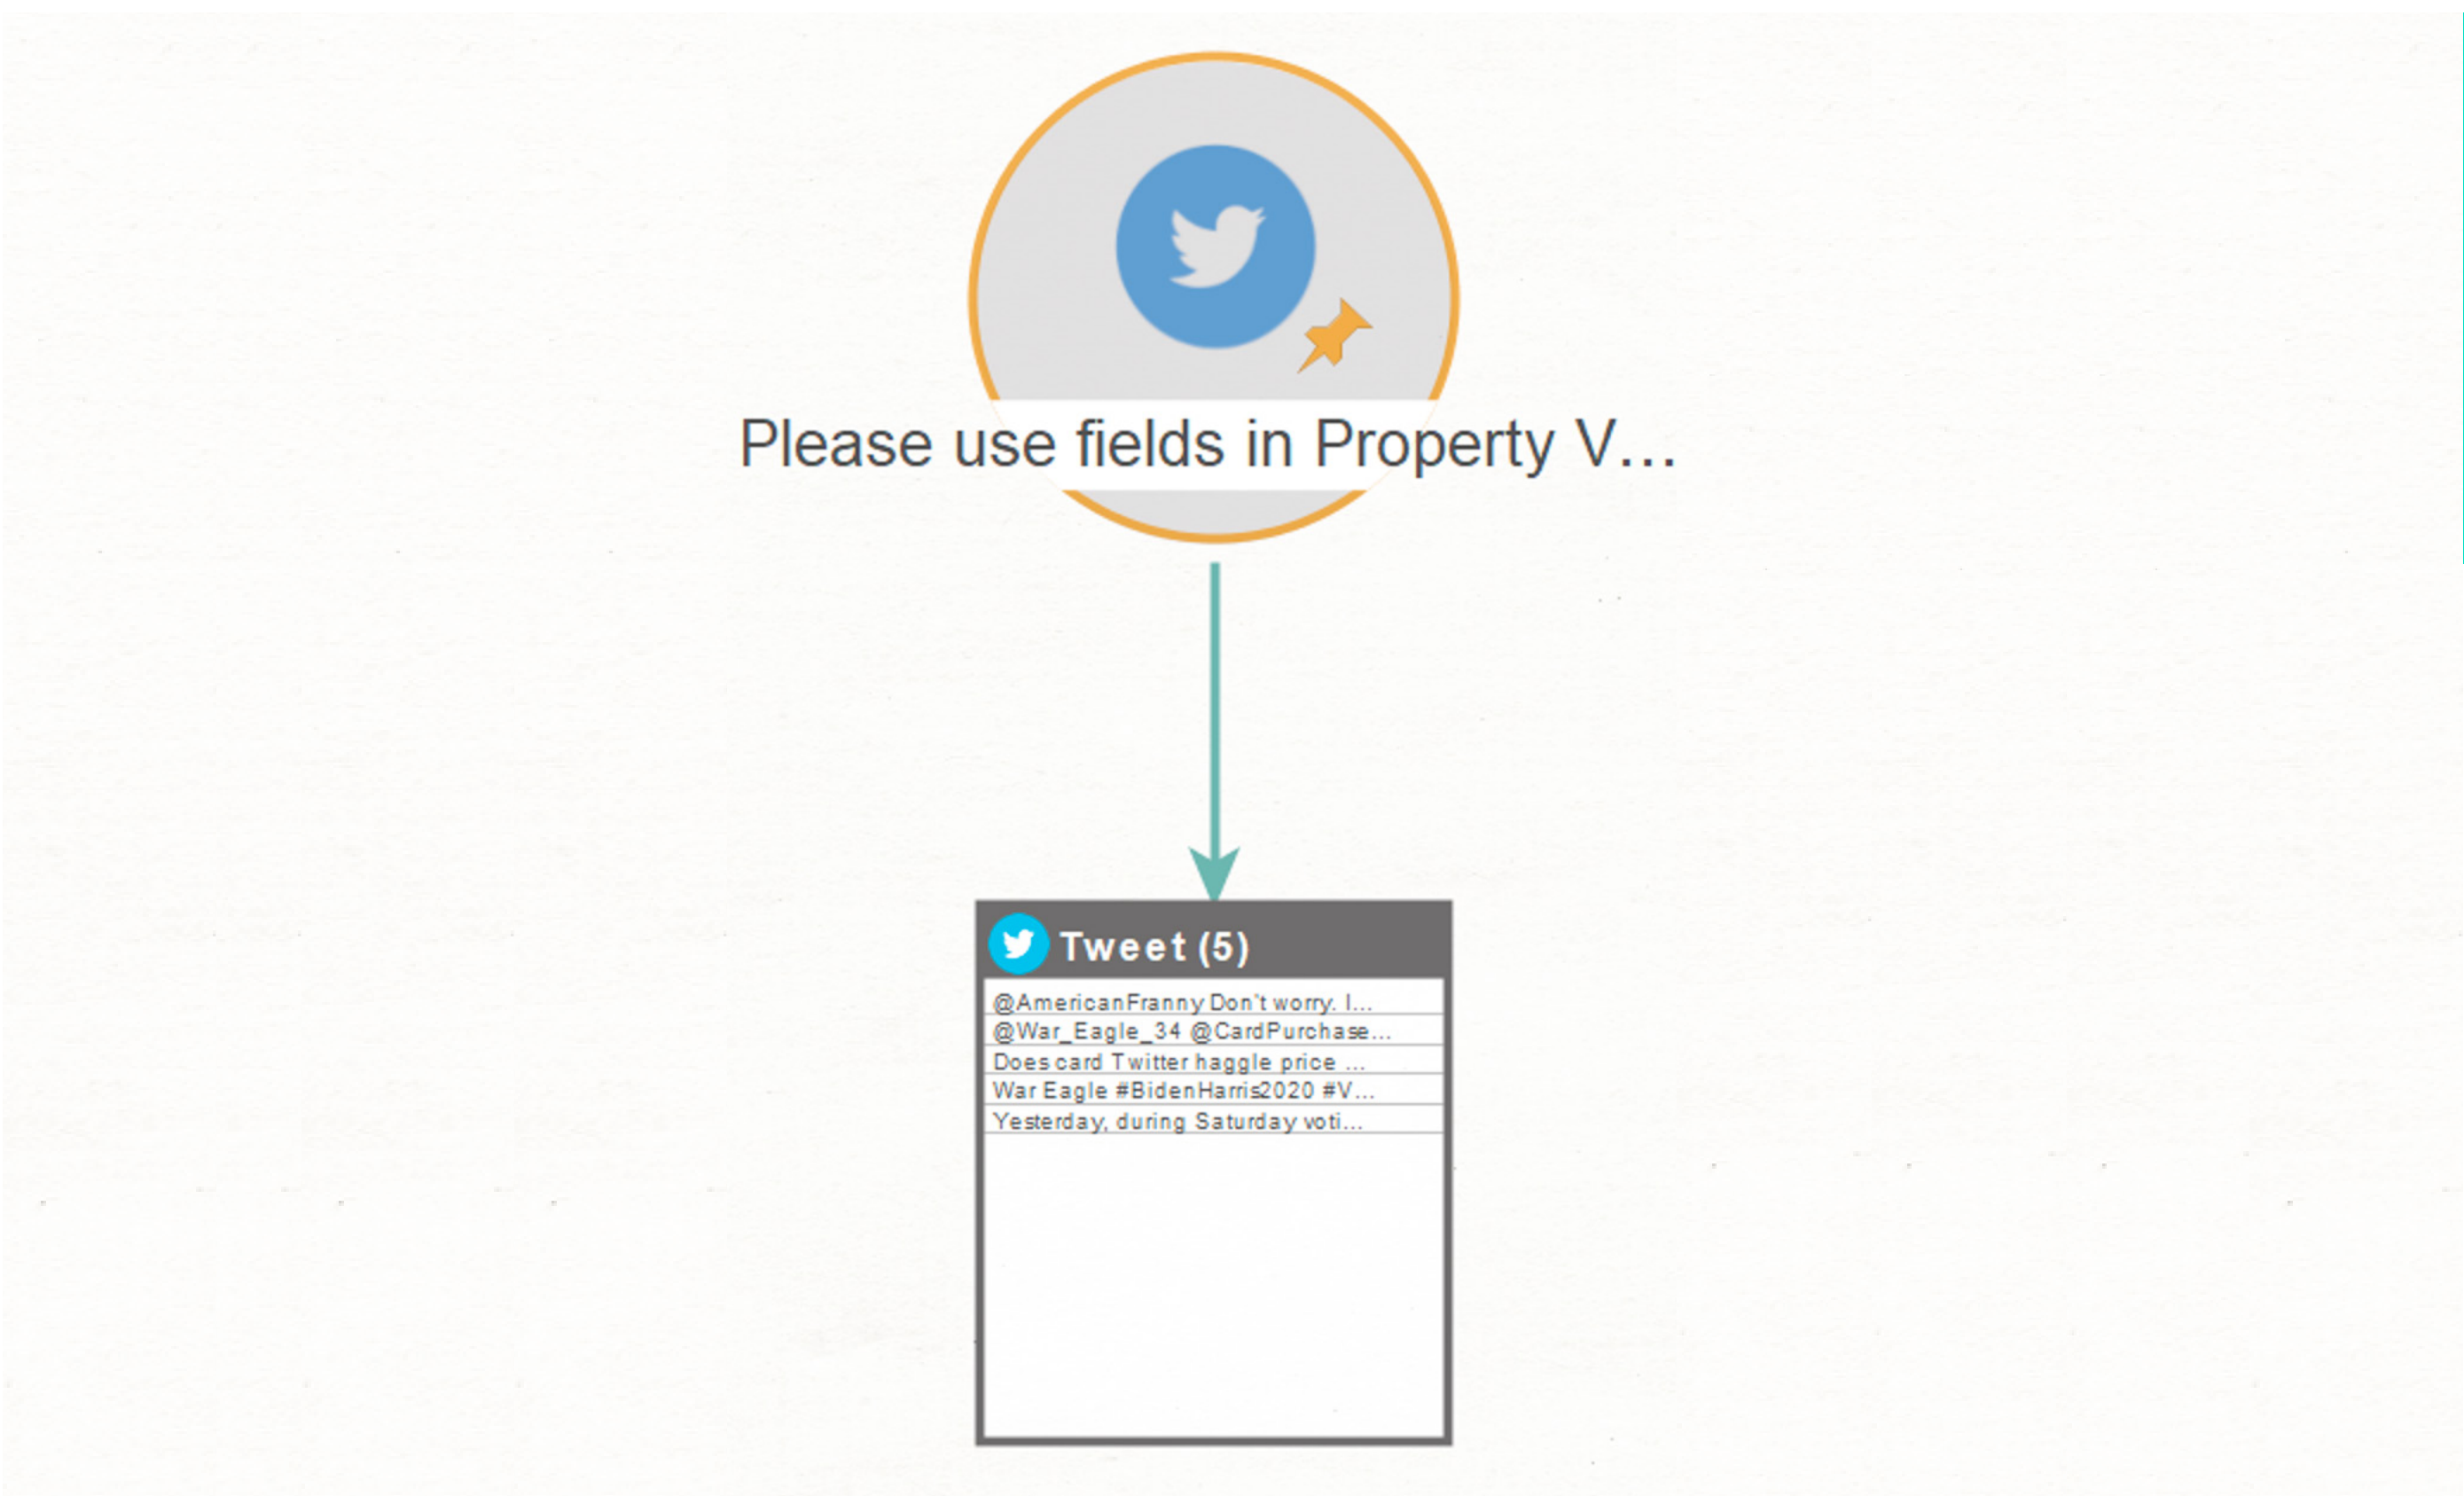 Please use fields in Property V...
Tweet (5)
@AmericanFranny Don't worry. I...
@War_Eagle_34 @CardPurchase...
Does card Twitter haggle price ...
War Eagle #BidenHarris2020 #V...
Yesterday, during Saturday voti...